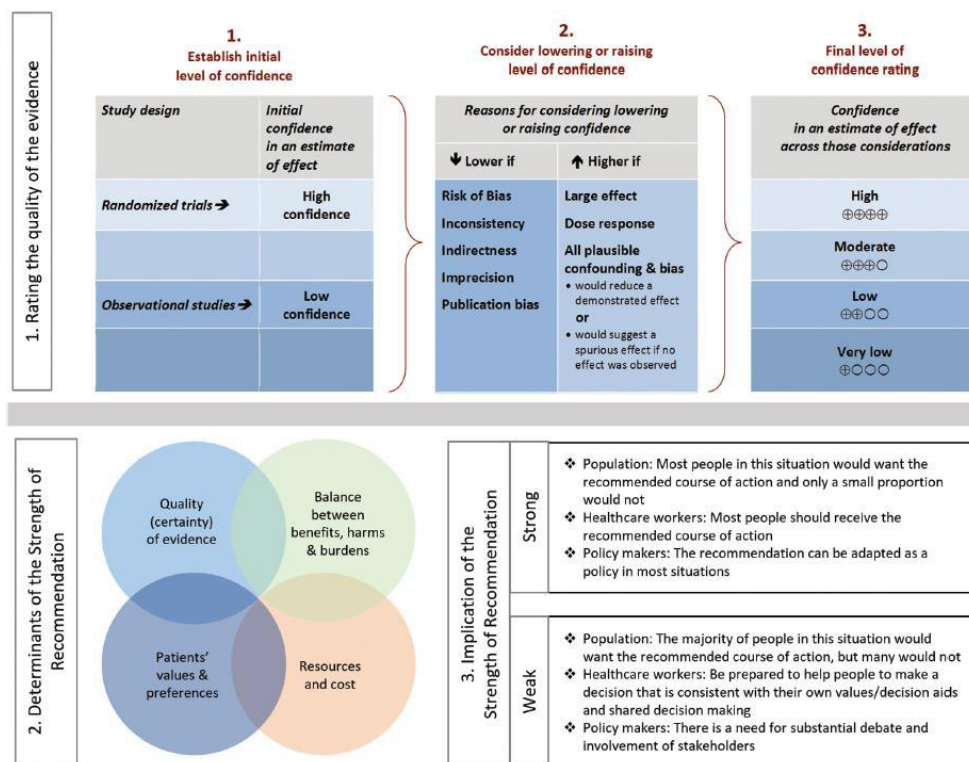 1. Rating the quality of the evidence
1.
Establish initial
level of confidence
Study design
Initial
confidence
in an estimate
of effect
Randomized trials ➔
High
confidence
Observational studies ➔
Low
confidence
2.
Consider lowering or raising
level of confidence
Reasons for considering lowering
or raising confidence
🡇 Lower if
🡅 Higher if
Risk of Bias
Inconsistency
Indirectness
Imprecision
Publication bias
Large effect
Dose response
All plausible
confounding & bias
• would reduce a
demonstrated effect
or
• would suggest a
spurious effect if no
effect was observed
3.
Final level of
confidence rating
Confidence
in an estimate of effect
across those considerations
High
⊕⊕⊕⊕
Moderate
⊕⊕⊕○
Low
⊕⊕○○
Very low
⊕○○○
2. Determinants of the Strength of
Recommendation
Quality
(certainty)
of evidence
Balance
between
benefits, harms
& burdens
Patients'
values &
preferences
Resources
and cost
3. Implication of the
Strength of Recommendation
Strong
❖ Population: Most people in this situation would want the
recommended course of action and only a small proportion
would not
❖ Healthcare workers: Most people should receive the
recommended course of action
❖ Policy makers: The recommendation can be adapted as a
policy in most situations
Weak
❖ Population: The majority of people in this situation would
want the recommended course of action, but many would not
❖ Healthcare workers: Be prepared to help people to make a
decision that is consistent with their own values/decision aids
and shared decision making
❖ Policy makers: There is a need for substantial debate and
involvement of stakeholders